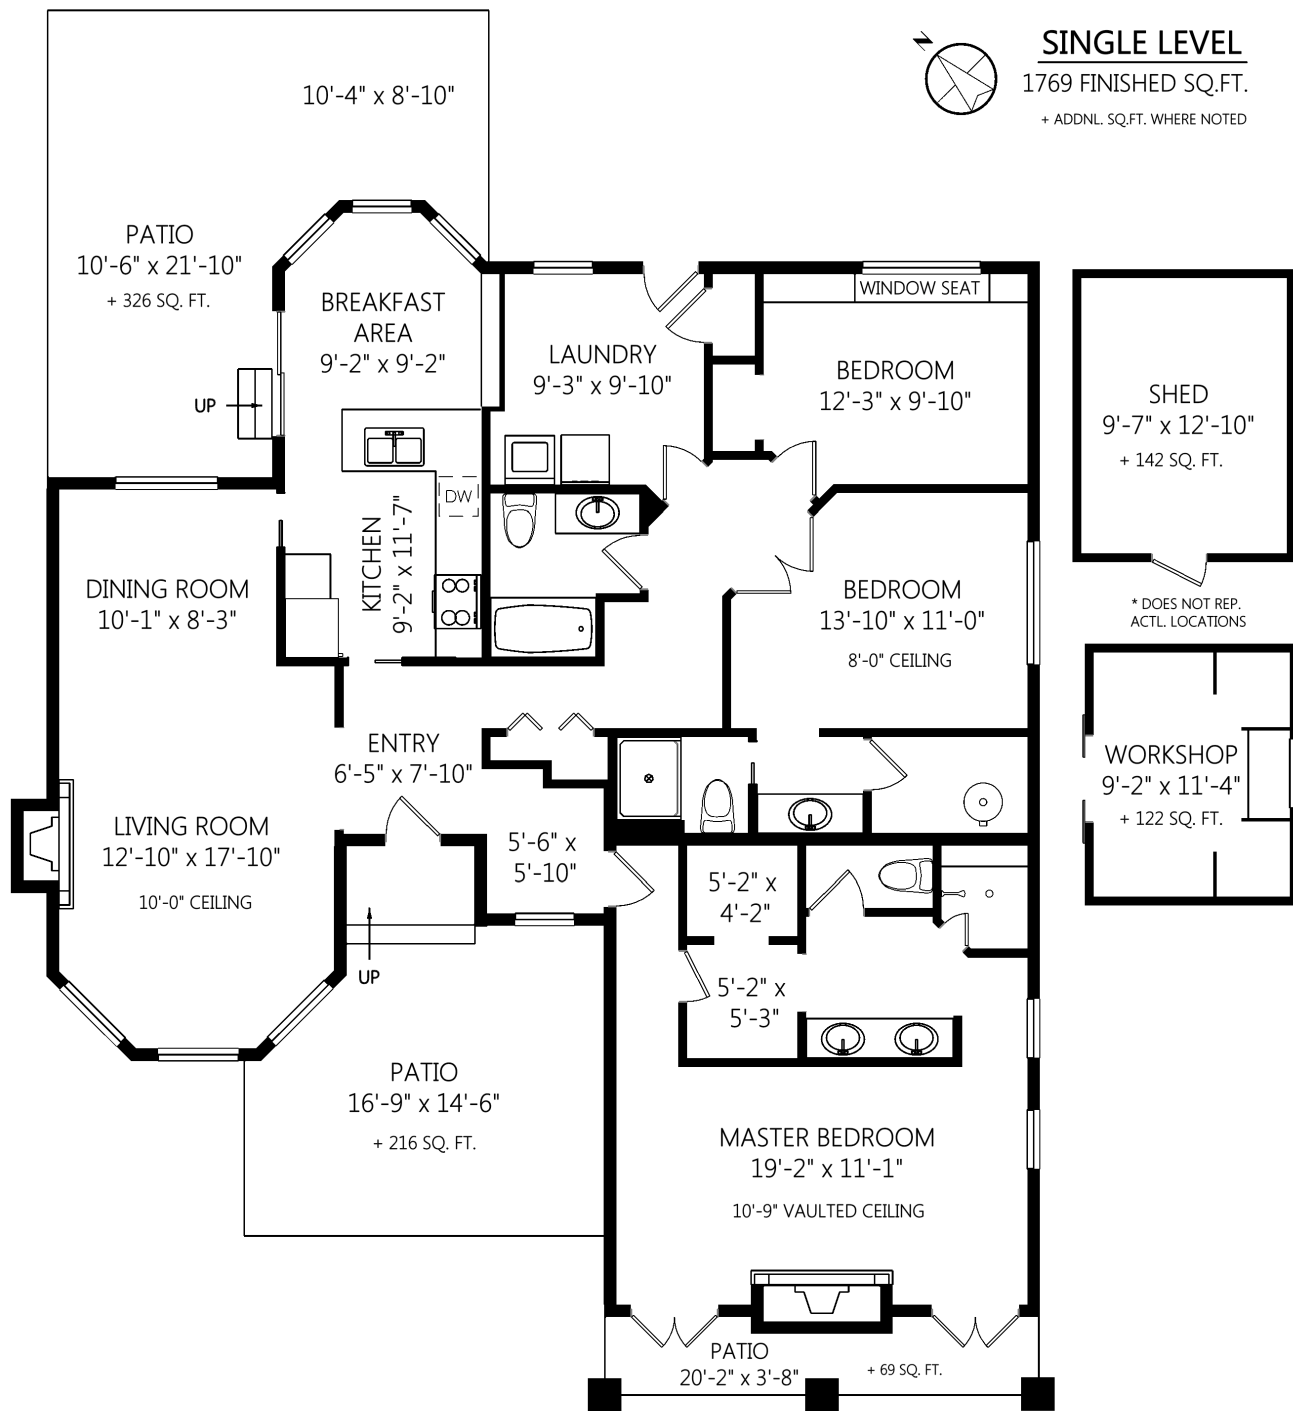 N
SINGLE LEVEL
1769 FINISHED SQ.FT.
+ ADDNL. SQ.FT. WHERE NOTED
10'-4" x 8'-10"
PATIO
10'-6" x 21'-10"
+ 326 SQ. FT.
UP
BREAKFAST
AREA
9'-2" x 9'-2"
LAUNDRY
9'-3" x 9'-10"
WINDOW SEAT
BEDROOM
12'-3" x 9'-10"
SHED
9'-7" x 12'-10"
+ 142 SQ. FT.
DW
KITCHEN
9'-2" x 11'-7"
DINING ROOM
10'-1" x 8'-3"
BEDROOM
13'-10" x 11'-0"
8'-0" CEILING
* DOES NOT REP.
ACTL. LOCATIONS
ENTRY
6'-5" x 7'-10"
WORKSHOP
9'-2" x 11'-4"
+ 122 SQ. FT.
LIVING ROOM
12'-10" x 17'-10"
10'-0" CEILING
5'-6" x
5'-10"
5'-2" x
4'-2"
UP
5'-2" x
5'-3"
PATIO
16'-9" x 14'-6"
+ 216 SQ. FT.
MASTER BEDROOM
19'-2" x 11'-1"
10'-9" VAULTED CEILING
PATIO
20'-2" x 3'-8"
+ 69 SQ. FT.